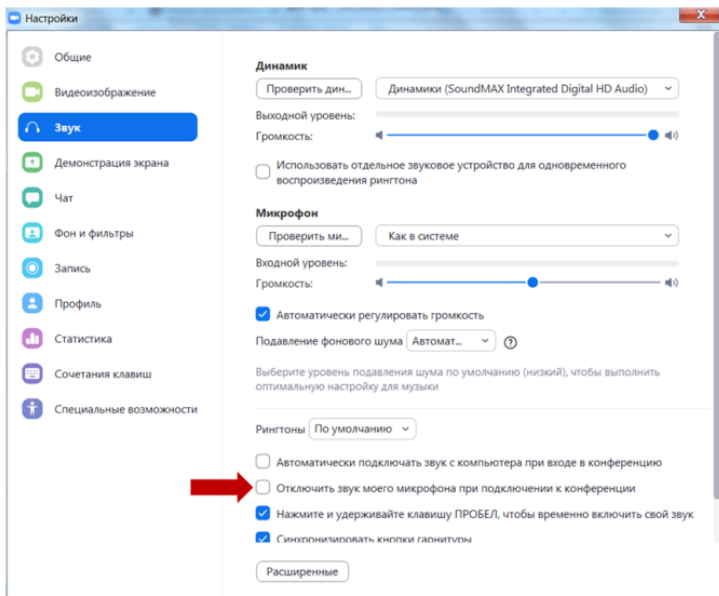 Настройки
Общие
Видеоизображение
Звук
Демонстрация экрана
Чат
Фон и фильтры
Запись
Профиль
Статистика
Сочетания клавиш
Специальные возможности
Динамик
Проверить дин... Динамики (SoundMAX Integrated Digital HD Audio)
Выходной уровень:
Громкость:
Использовать отдельное звуковое устройство для одновременного
воспроизведения рингтона
Микрофон
Проверить ми... Как в системе
Входной уровень:
Громкость:
Автоматически регулировать громкость
Подавление фонового шума Автомат...
Выберите уровень подавления шума по умолчанию (низкий), чтобы выполнить
оптимальную настройку для музыки
Рингтоны По умолчанию
Автоматически подключать звук с компьютера при входе в конференцию
Отключить звук моего микрофона при подключении к конференции
Нажмите и удерживайте клавишу ПРОБЕЛ, чтобы временно включить свой звук
Синхронизировать кнопки гарнитуры
Расширенные